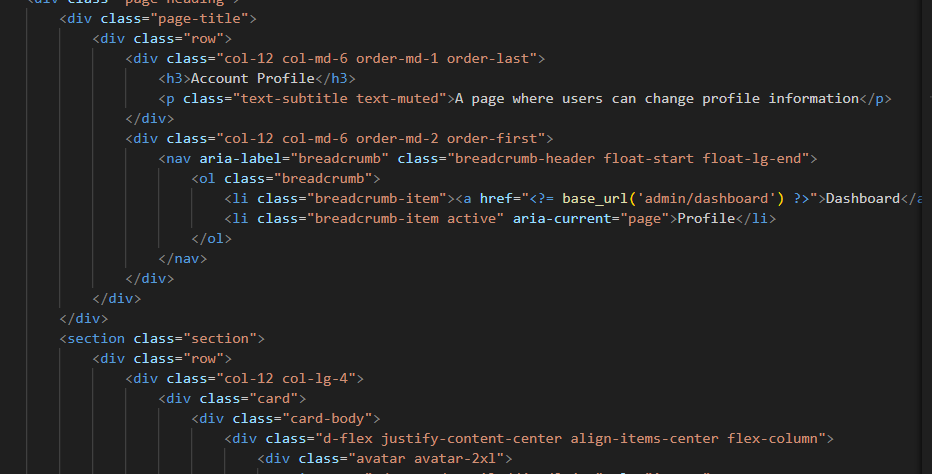 <div class="page-heading">
<div class="page-title">
<div class="row">
<div class="col-12 col-md-6 order-md-1 order-last">
<h3>Account Profile</h3>
<p class="text-subtitle text-muted">A page where users can change profile information</p>
</div>
<div class="col-12 col-md-6 order-md-2 order-first">
<nav aria-label="breadcrumb" class="breadcrumb-header float-start float-lg-end">
<ol class="breadcrumb">
<li class="breadcrumb-item"><a href="<?= base_url('admin/dashboard') ?>">Dashboard</a
<li class="breadcrumb-item active" aria-current="page">Profile</li>
</ol>
</nav>
</div>
</div>
</div>
<section class="section">
<div class="row">
<div class="col-12 col-lg-4">
<div class="card">
<div class="card-body">
<div class="d-flex justify-content-center align-items-center flex-column">
<div class="avatar avatar-2xl">